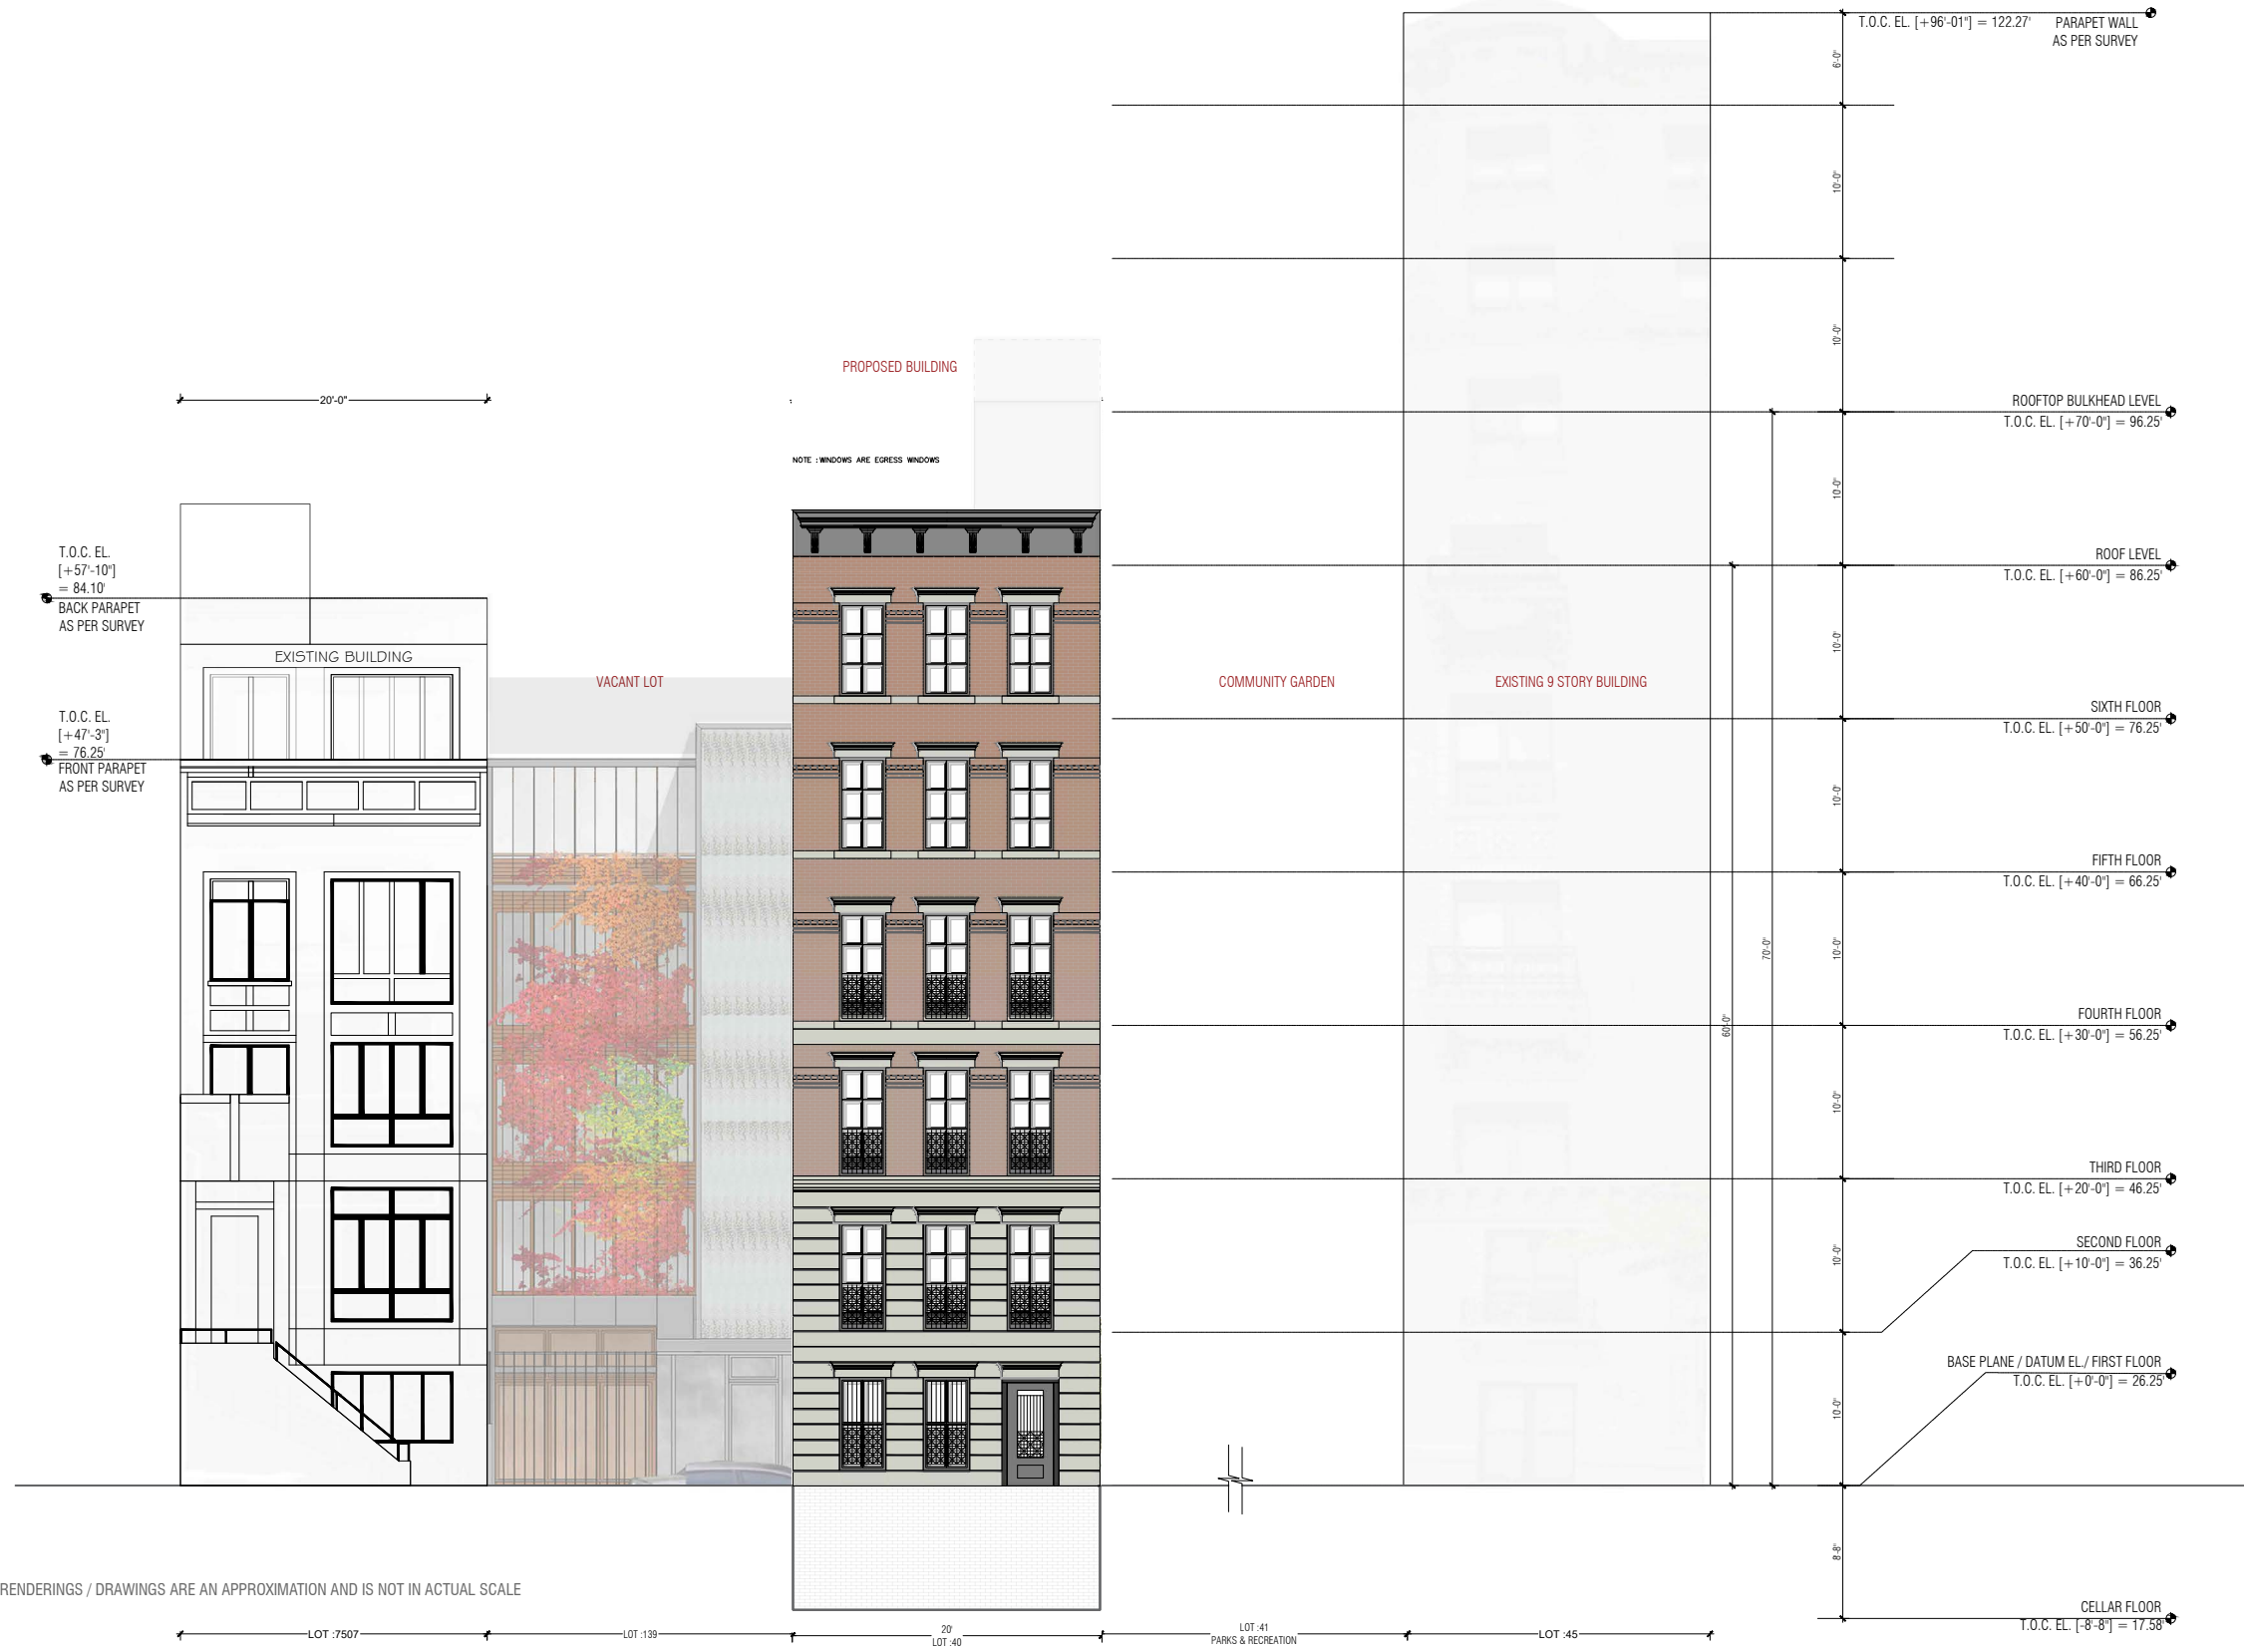 T.O.C. EL. [+96'-01"] = 122.27'
PARAPET WALL
AS PER SURVEY
6'-0"
10'-0"
10'-0"
PROPOSED BUILDING
20'-0"
NOTE : WINDOWS ARE EGRESS WINDOWS
ROOFTOP BULKHEAD LEVEL
T.O.C. EL. [+70'-0"] = 96.25'
10'-0"
T.O.C. EL.
[+57'-10"]
= 84.10'
BACK PARAPET
AS PER SURVEY
ROOF LEVEL
T.O.C. EL. [+60'-0"] = 86.25'
10'-0"
EXISTING BUILDING
VACANT LOT
COMMUNITY GARDEN
EXISTING 9 STORY BUILDING
T.O.C. EL.
[+47'-3"]
= 76.25'
FRONT PARAPET
AS PER SURVEY
SIXTH FLOOR
T.O.C. EL. [+50'-0"] = 76.25'
10'-0"
FIFTH FLOOR
T.O.C. EL. [+40'-0"] = 66.25'
70'-0"
10'-0"
FOURTH FLOOR
T.O.C. EL. [+30'-0"] = 56.25'
60'-0"
10'-0"
THIRD FLOOR
T.O.C. EL. [+20'-0"] = 46.25'
10'-0"
SECOND FLOOR
T.O.C. EL. [+10'-0"] = 36.25'
BASE PLANE / DATUM EL./ FIRST FLOOR
T.O.C. EL. [+0'-0"] = 26.25'
10'-0"
8'-8"
RENDERINGS / DRAWINGS ARE AN APPROXIMATION AND IS NOT IN ACTUAL SCALE
CELLAR FLOOR
T.O.C. EL. [-8'-8"] = 17.58'
LOT :7507
LOT :139
20'
LOT :40
LOT :41
PARKS & RECREATION
LOT :45